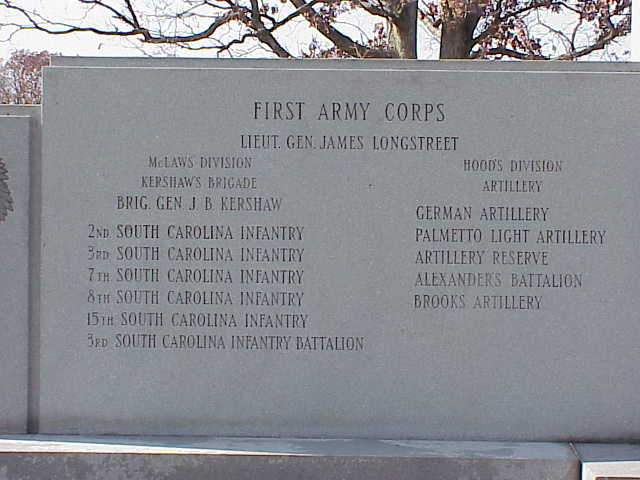 FIRST ARMY CORPS
LIEUT. GEN. JAMES LONGSTREET
McLAWS DIVISION
KERSHAW'S BRIGADE
BRIG. GEN J B KERSHAW
2ND SOUTH CAROLINA INFANTRY
3RD SOUTH CAROLINA INFANTRY
7TH SOUTH CAROLINA INFANTRY
8TH SOUTH CAROLINA INFANTRY
15TH SOUTH CAROLINA INFANTRY
3RD SOUTH CAROLINA INFANTRY BATTALION
HOOD'S DIVISION
ARTILLERY
GERMAN ARTILLERY
PALMETTO LIGHT ARTILLERY
ARTILLERY RESERVE
ALEXANDER'S BATTALION
BROOKS ARTILLERY